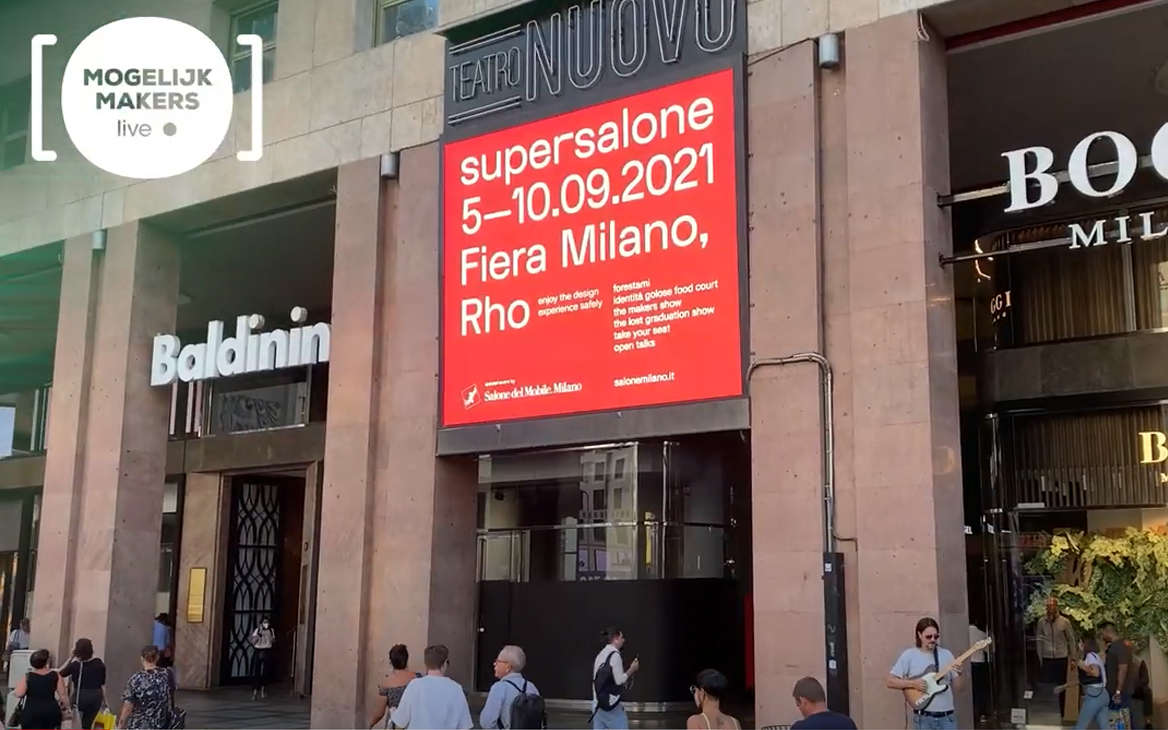 MOGELIJK
MAKERS
live
TEATRO NUOVO
supersalone
5—10.09.2021
Fiera Milano,
Rho
enjoy the design
experience safely
forestami
identità golose food court
the makers show
the lost graduation show
take your seat
open talks
Salone del Mobile.Milano
salonemilano.it
Baldinin
BOG
MIL
GGI
B